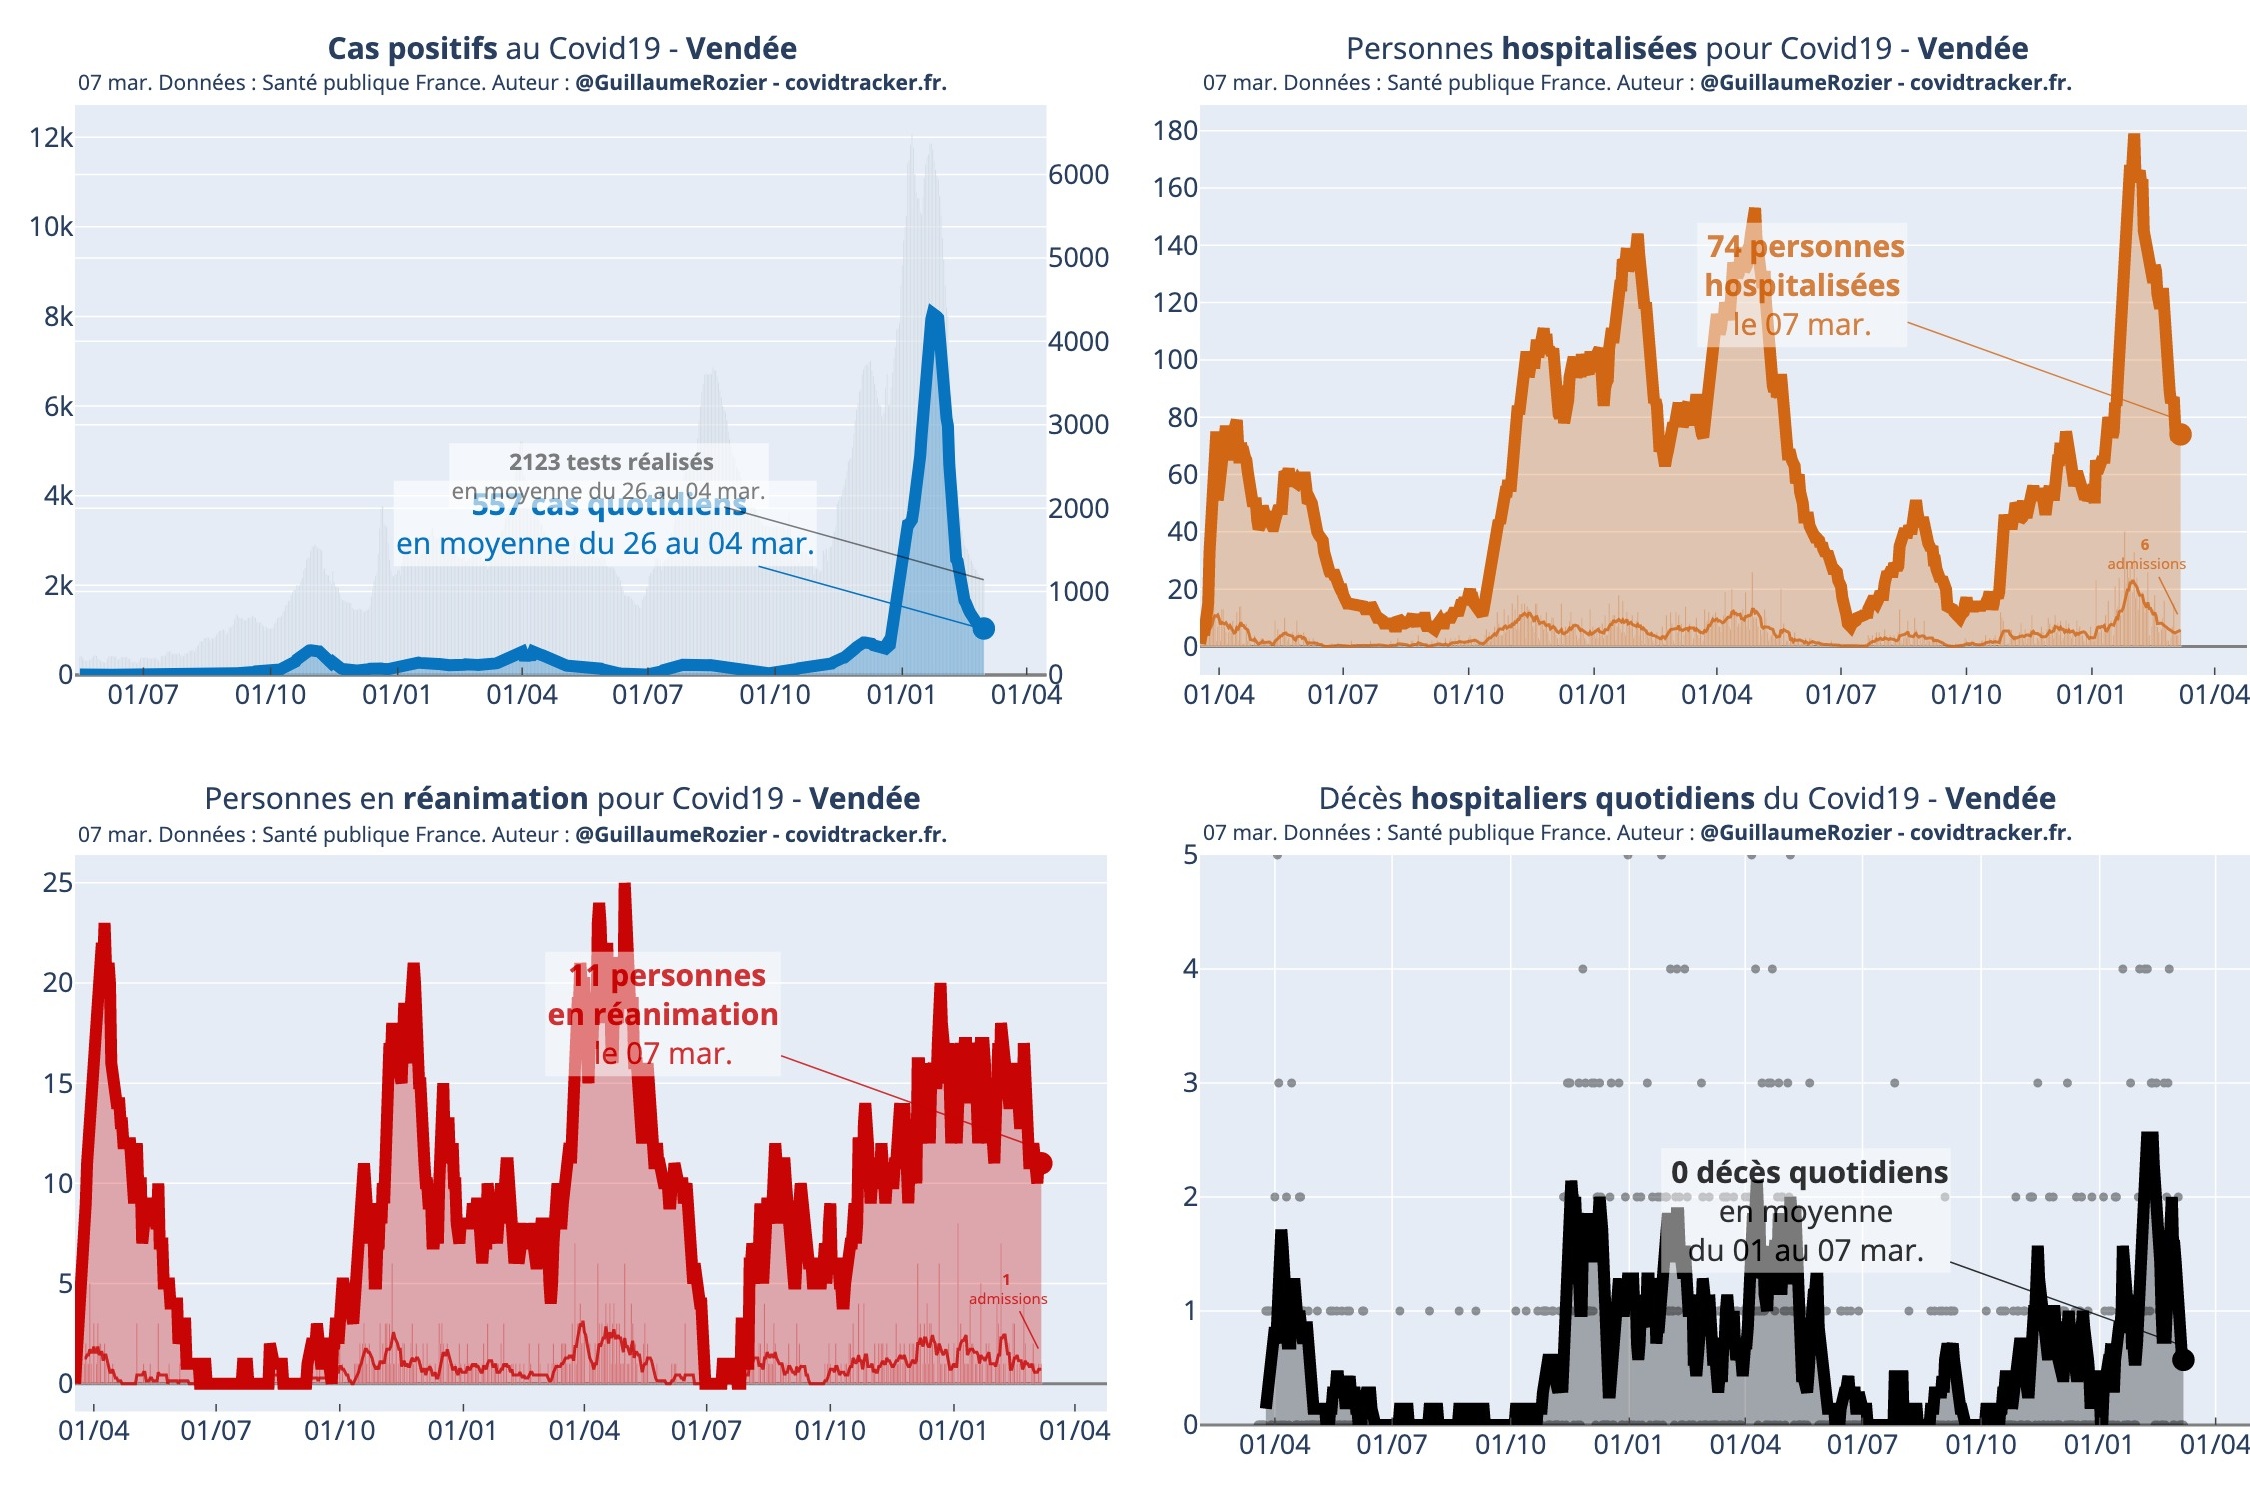 Cas positifs au Covid19 - Vendée
07 mar. Données : Santé publique France. Auteur : @GuillaumeRozier - covidtracker.fr.
12k
10k
8k
6k
4k
2k
0
6000
5000
4000
3000
2000
1000
0
2123 tests réalisés
en moyenne du 26 au 04 mar.
557 cas quotidiens
en moyenne du 26 au 04 mar.
01/07 01/10 01/01 01/04 01/07 01/10 01/01 01/04
Personnes hospitalisées pour Covid19 - Vendée
07 mar. Données : Santé publique France. Auteur : @GuillaumeRozier - covidtracker.fr.
180
160
140
120
100
80
60
40
20
0
74 personnes
hospitalisées
le 07 mar.
6
admissions
01/04 01/07 01/10 01/01 01/04 01/07 01/10 01/01 01/04
Personnes en réanimation pour Covid19 - Vendée
07 mar. Données : Santé publique France. Auteur : @GuillaumeRozier - covidtracker.fr.
25
20
15
10
5
0
11 personnes
en réanimation
le 07 mar.
1
admissions
01/04 01/07 01/10 01/01 01/04 01/07 01/10 01/01 01/04
Décès hospitaliers quotidiens du Covid19 - Vendée
07 mar. Données : Santé publique France. Auteur : @GuillaumeRozier - covidtracker.fr.
5
4
3
2
1
0
0 décès quotidiens
en moyenne
du 01 au 07 mar.
01/04 01/07 01/10 01/01 01/04 01/07 01/10 01/01 01/04